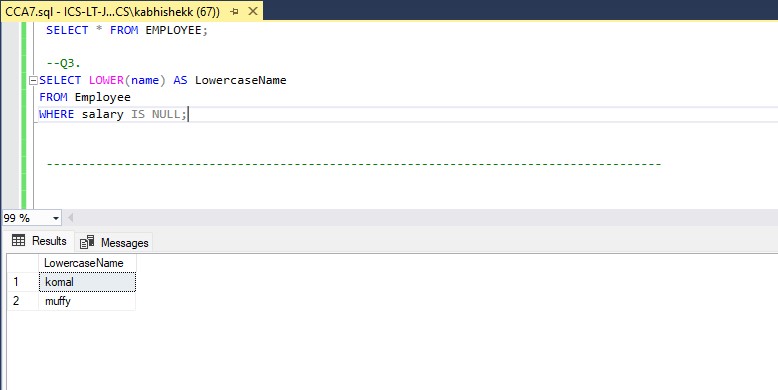 CCA7.sql - ICS-LT-J...CS\kabhishekk (67))
SELECT * FROM EMPLOYEE;
--Q3.
SELECT LOWER(name) AS LowercaseName
FROM Employee
WHERE salary IS NULL;
---------------------------------------------------------------------------------------
99 %
Results Messages
LowercaseName
1 komal
2 muffy